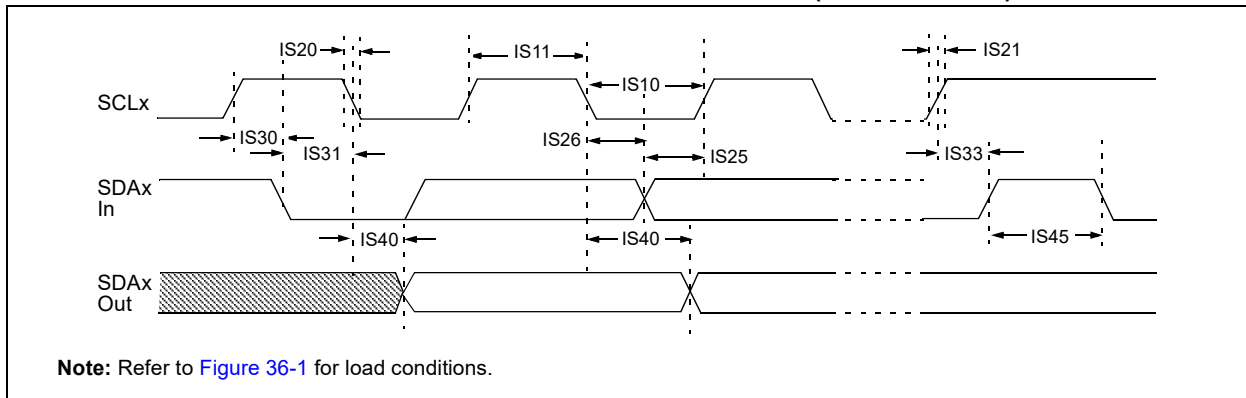 IS20
IS11
IS21
IS10
SCLx
IS30
IS26
IS31
IS25
IS33
SDAx
In
IS40
IS40
IS45
SDAx
Out
Note: Refer to Figure 36-1 for load conditions.